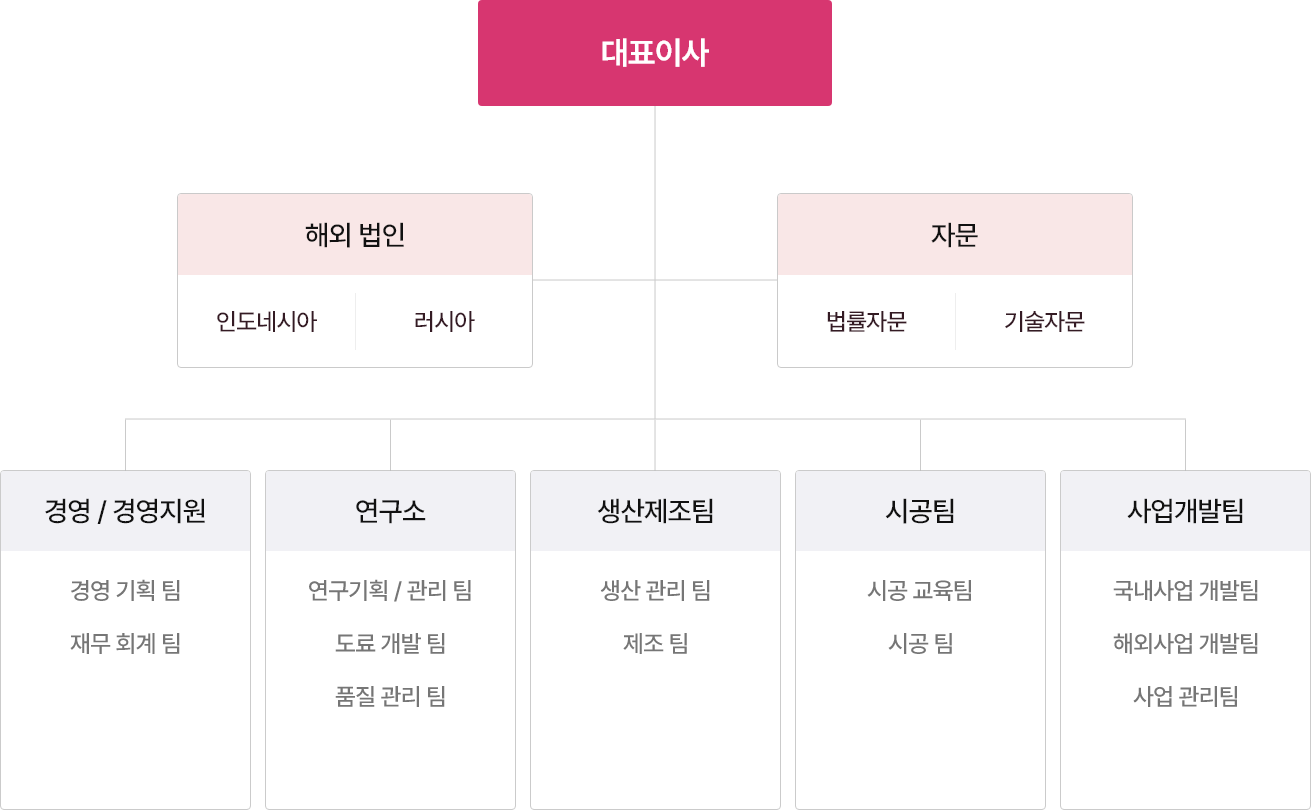 대표이사
해외 법인
인도네시아
러시아
자문
법률자문
기술자문
경영 / 경영지원
경영 기획 팀
재무 회계 팀
연구소
연구기획 / 관리 팀
도료 개발 팀
품질 관리 팀
생산제조팀
생산 관리 팀
제조 팀
시공팀
시공 교육팀
시공 팀
사업개발팀
국내사업 개발팀
해외사업 개발팀
사업 관리팀